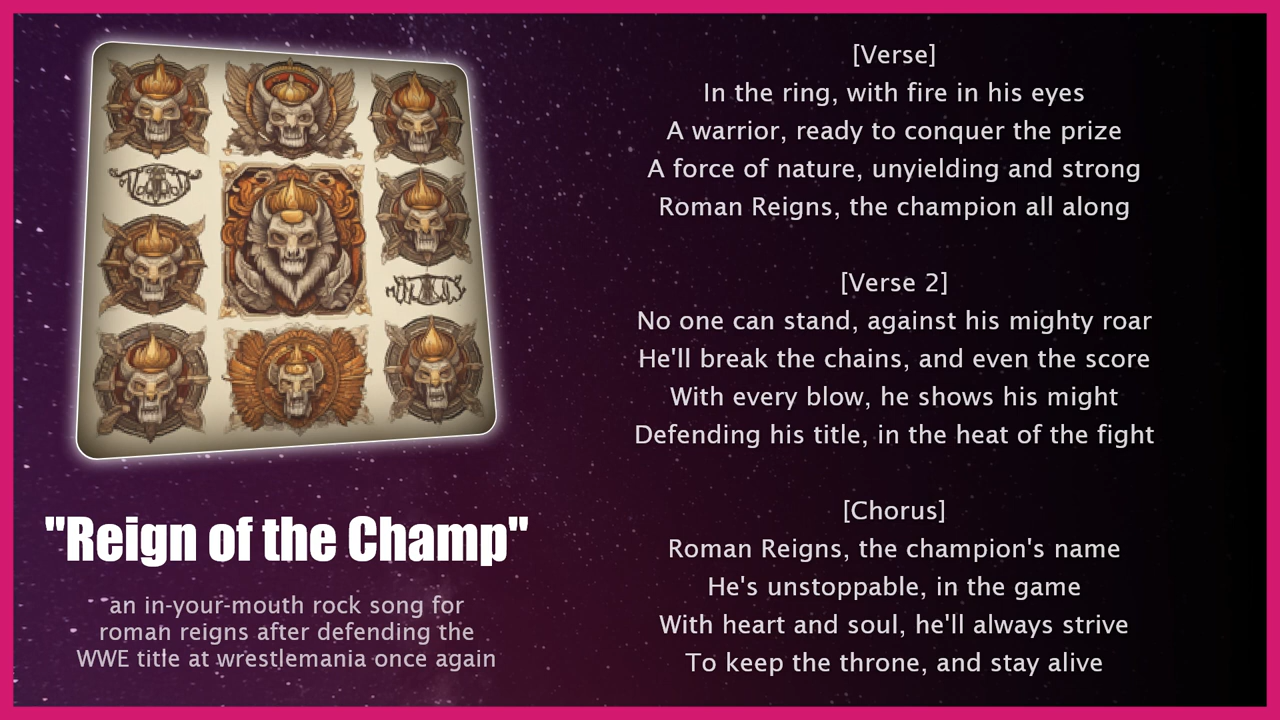 "Reign of the Champ"
an in-your-mouth rock song for
roman reigns after defending the
WWE title at wrestlemania once again
[Verse]
In the ring, with fire in his eyes
A warrior, ready to conquer the prize
A force of nature, unyielding and strong
Roman Reigns, the champion all along
[Verse 2]
No one can stand, against his mighty roar
He'll break the chains, and even the score
With every blow, he shows his might
Defending his title, in the heat of the fight
[Chorus]
Roman Reigns, the champion's name
He's unstoppable, in the game
With heart and soul, he'll always strive
To keep the throne, and stay alive